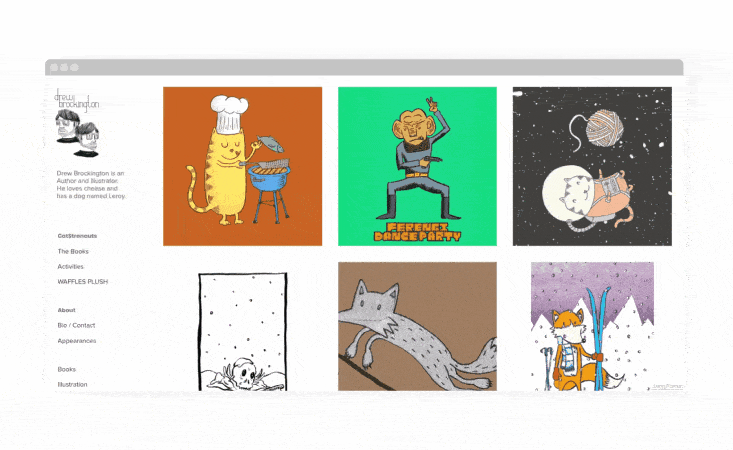 drew
brockington
Drew Brockington is an
Author and Illustrator.
He loves cheese and
has a dog named Leroy.
CatStronauts
The Books
Activities
WAFFLES PLUSH
About
Bio / Contact
Appearances
Books
Illustration
FERENGI
DANCE PARTY